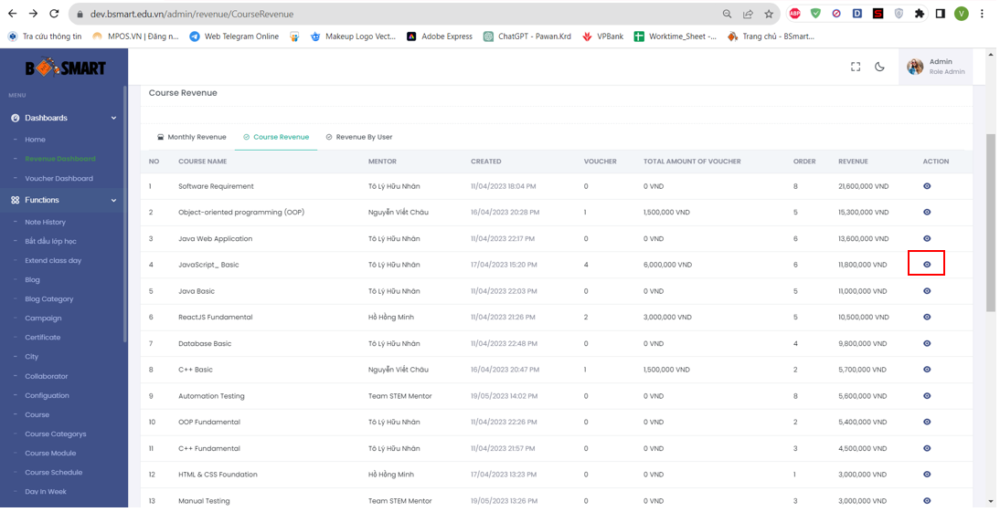 dev.bsmart.edu.vn/admin/revenue/CourseRevenue
ABP
D
S
V
Tra cứu thông tin MPOS.VN | Đăng n... Web Telegram Online Makeup Logo Vect... Adobe Express ChatGPT - Pawan.Krd VPBank Worktime_Sheet -... Trang chủ - BSmart...
B SMART
Admin
Role Admin
MENU
Dashboards
Home
Revenue Dashboard
Voucher Dashboard
Functions
Note History
Bắt đầu lớp học
Extend class day
Blog
Blog Category
Campaign
Certificate
City
Collaborator
Configuation
Course
Course Categorys
Course Module
Course Schedule
Day In Week
Course Revenue
Monthly Revenue Course Revenue Revenue By User
NO COURSE NAME MENTOR CREATED VOUCHER TOTAL AMOUNT OF VOUCHER ORDER REVENUE ACTION
1 Software Requirement Tô Lý Hữu Nhân 11/04/2023 18:04 PM 0 0 VND 8 21,600,000 VND
2 Object-oriented programming (OOP) Nguyễn Viết Châu 16/04/2023 20:28 PM 1 1,500,000 VND 5 15,300,000 VND
3 Java Web Application Tô Lý Hữu Nhân 11/04/2023 22:17 PM 0 0 VND 6 13,600,000 VND
4 JavaScript_ Basic Tô Lý Hữu Nhân 17/04/2023 15:20 PM 4 6,000,000 VND 6 11,800,000 VND
5 Java Basic Tô Lý Hữu Nhân 11/04/2023 22:03 PM 0 0 VND 5 11,000,000 VND
6 ReactJS Fundamental Hồ Hồng Minh 11/04/2023 21:26 PM 2 3,000,000 VND 5 10,500,000 VND
7 Database Basic Tô Lý Hữu Nhân 11/04/2023 22:48 PM 0 0 VND 4 9,800,000 VND
8 C++ Basic Nguyễn Viết Châu 16/04/2023 20:47 PM 1 1,500,000 VND 2 5,700,000 VND
9 Automation Testing Team STEM Mentor 19/05/2023 14:02 PM 0 0 VND 8 5,600,000 VND
10 OOP Fundamental Tô Lý Hữu Nhân 11/04/2023 22:26 PM 0 0 VND 2 5,400,000 VND
11 C++ Fundamental Tô Lý Hữu Nhân 11/04/2023 21:57 PM 0 0 VND 3 4,500,000 VND
12 HTML & CSS Foundation Hồ Hồng Minh 17/04/2023 13:23 PM 0 0 VND 1 3,000,000 VND
13 Manual Testing Team STEM Mentor 19/05/2023 13:26 PM 0 0 VND 3 3,000,000 VND